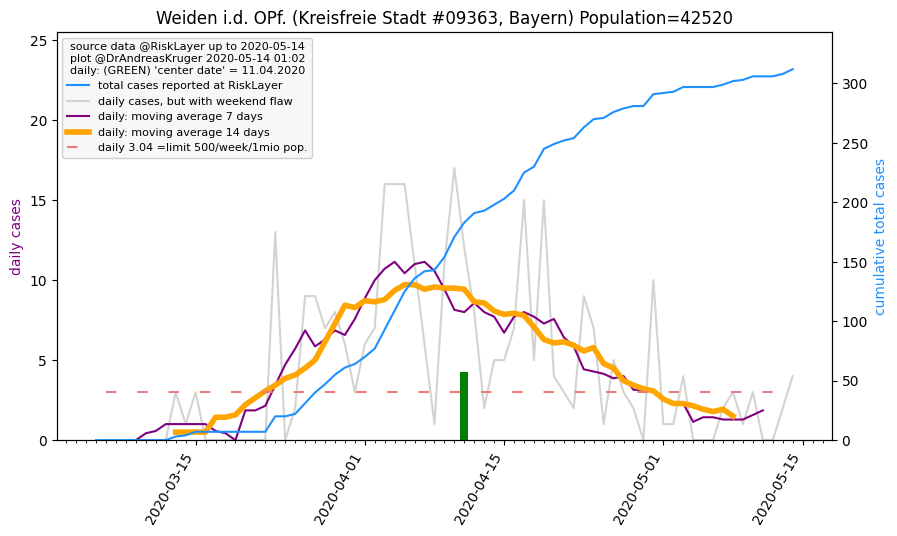 Weiden i.d. OPf. (Kreisfreie Stadt #09363, Bayern) Population=42520
source data @RiskLayer up to 2020-05-14
plot @DrAndreasKruger 2020-05-14 01:02
daily: (GREEN) 'center date' = 11.04.2020
total cases reported at RiskLayer
daily cases, but with weekend flaw
daily: moving average 7 days
daily: moving average 14 days
daily 3.04 =limit 500/week/1mio pop.
daily cases
25
20
15
10
5
0
cumulative total cases
300
250
200
150
100
50
0
2020-03-15
2020-04-01
2020-04-15
2020-05-01
2020-05-15